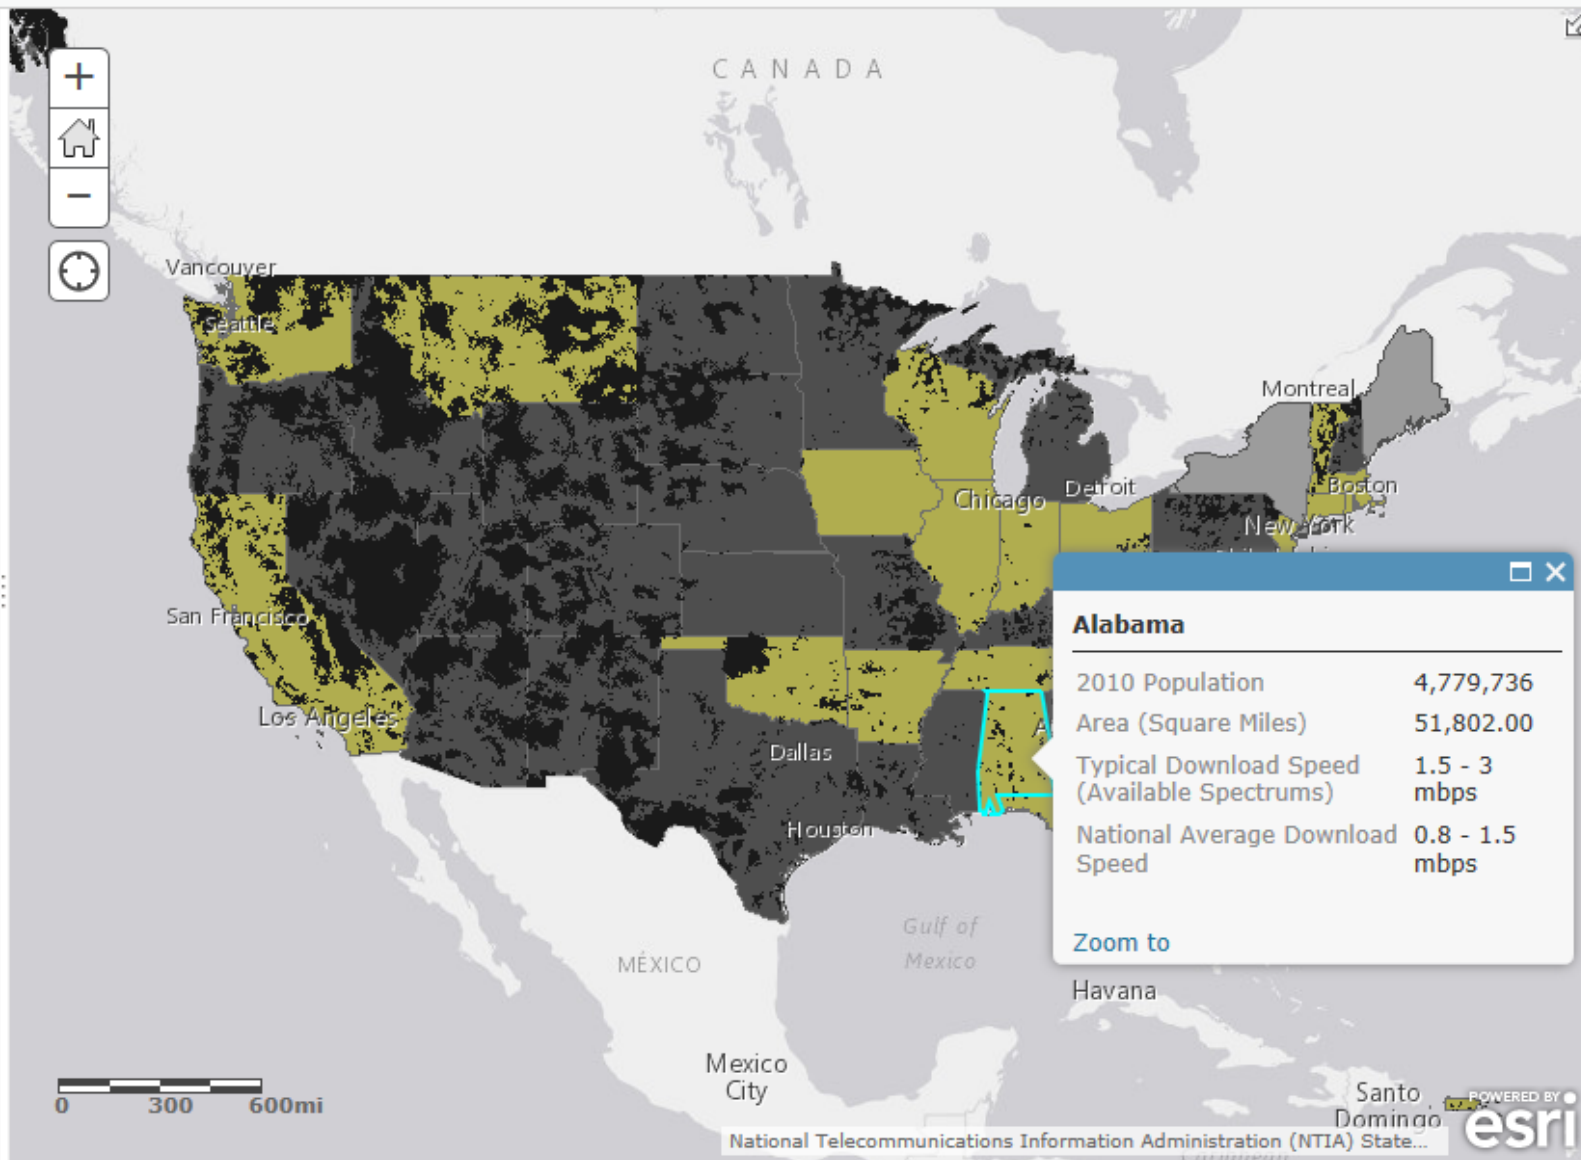 CANADA
Vancouver
Seattle
Montreal
Chicago
Detroit
Boston
New York
San Francisco
Alabama
2010 Population 4,779,736
Area (Square Miles) 51,802.00
Los Angeles
Dallas
Typical Download Speed 1.5 - 3
(Available Spectrums) mbps
Houston
National Average Download 0.8 - 1.5
Speed mbps
Gulf of
Mexico
Zoom to
MÉXICO
Havana
Mexico
City
0 300 600mi
Santo
Domingo
POWERED BY
esri
National Telecommunications Information Administration (NTIA) State...